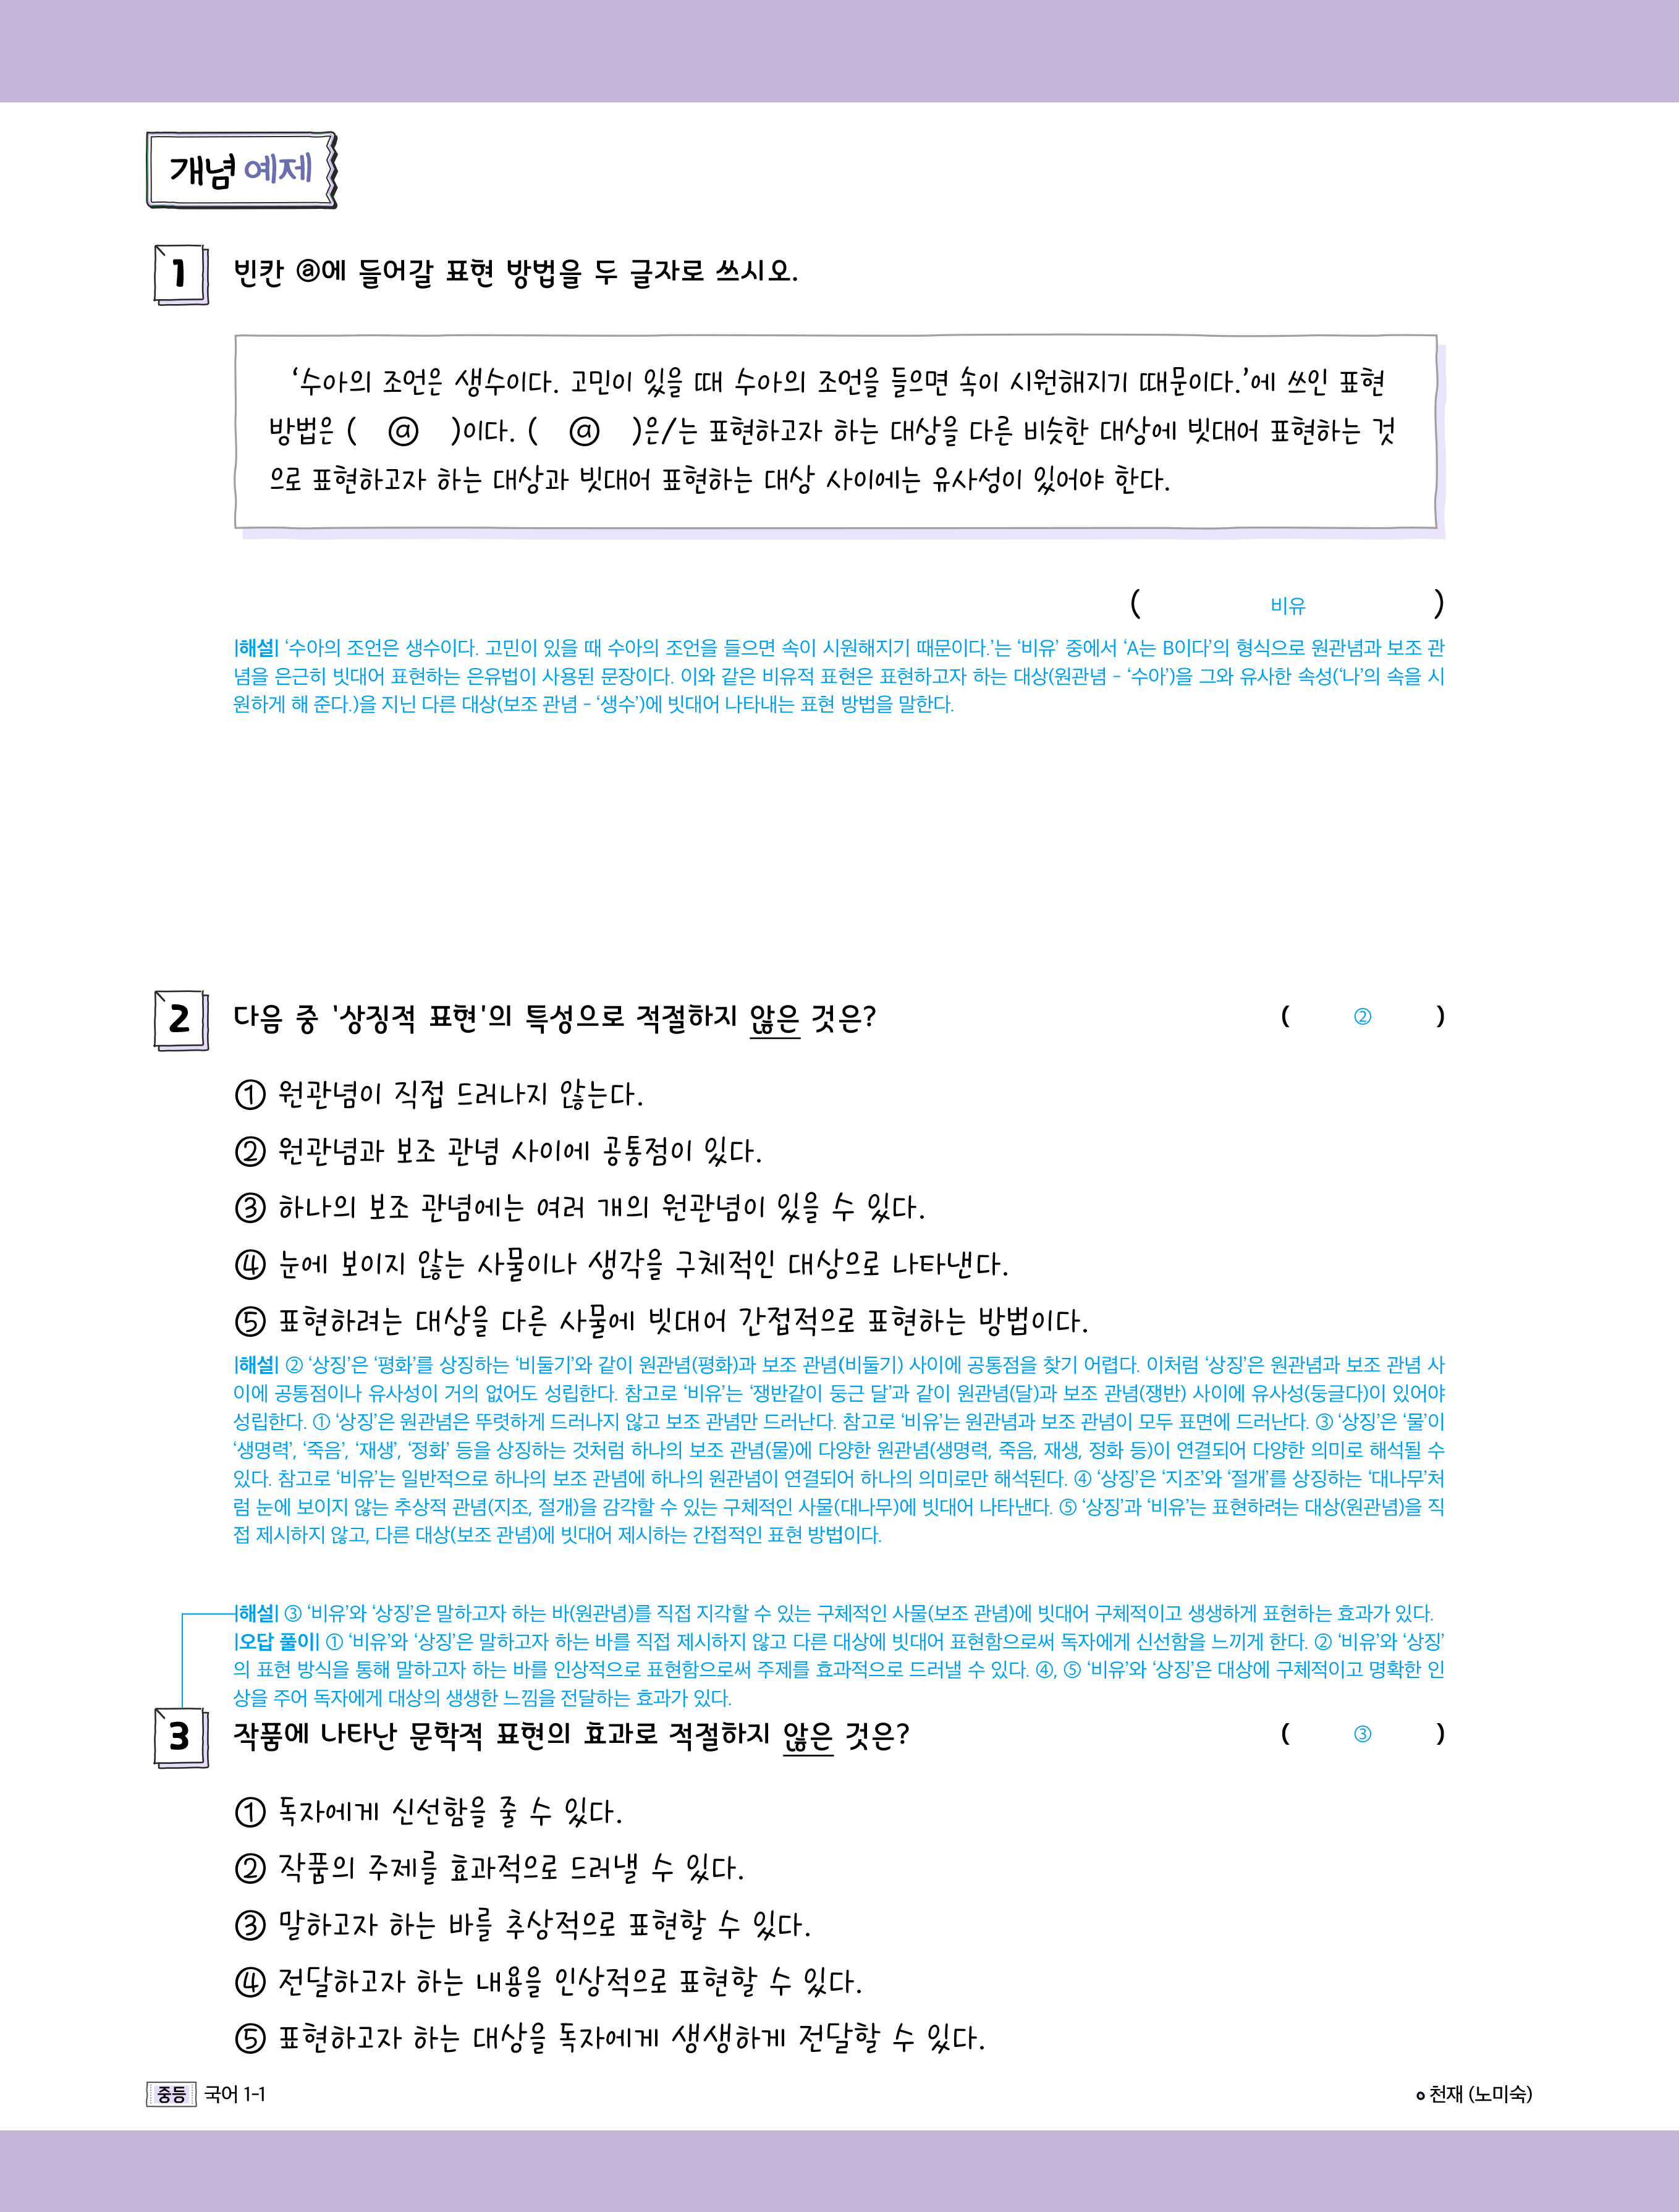 개념 예제
1 빈칸 ⓐ에 들어갈 표현 방법을 두 글자로 쓰시오.
‘수아의 조언은 생수이다. 고민이 있을 때 수아의 조언을 들으면 속이 시원해지기 때문이다.’에 쓰인 표현
방법은 ( ⓐ )이다. ( ⓐ )은/는 표현하고자 하는 대상을 다른 비슷한 대상에 빗대어 표현하는 것
으로 표현하고자 하는 대상과 빗대어 표현하는 대상 사이에는 유사성이 있어야 한다.
( 비유 )
|해설| ‘수아의 조언은 생수이다. 고민이 있을 때 수아의 조언을 들으면 속이 시원해지기 때문이다.’는 ‘비유’ 중에서 ‘A는 B이다’의 형식으로 원관념과 보조 관
념을 은근히 빗대어 표현하는 은유법이 사용된 문장이다. 이와 같은 비유적 표현은 표현하고자 하는 대상(원관념 – ‘수아’)을 그와 유사한 속성(‘나’의 속을 시
원하게 해 준다.)을 지닌 다른 대상(보조 관념 – ‘생수’)에 빗대어 나타내는 표현 방법을 말한다.
2 다음 중 '상징적 표현'의 특성으로 적절하지 않은 것은? ( ② )
① 원관념이 직접 드러나지 않는다.
② 원관념과 보조 관념 사이에 공통점이 있다.
③ 하나의 보조 관념에는 여러 개의 원관념이 있을 수 있다.
④ 눈에 보이지 않는 사물이나 생각을 구체적인 대상으로 나타낸다.
⑤ 표현하려는 대상을 다른 사물에 빗대어 간접적으로 표현하는 방법이다.
|해설| ② ‘상징’은 ‘평화’를 상징하는 ‘비둘기’와 같이 원관념(평화)과 보조 관념(비둘기) 사이에 공통점을 찾기 어렵다. 이처럼 ‘상징’은 원관념과 보조 관념 사
이에 공통점이나 유사성이 거의 없어도 성립한다. 참고로 ‘비유’는 ‘쟁반같이 둥근 달’과 같이 원관념(달)과 보조 관념(쟁반) 사이에 유사성(둥글다)이 있어야
성립한다. ① ‘상징’은 원관념은 뚜렷하게 드러나지 않고 보조 관념만 드러난다. 참고로 ‘비유’는 원관념과 보조 관념이 모두 표면에 드러난다. ③ ‘상징’은 ‘물’이
‘생명력’, ‘죽음’, ‘재생’, ‘정화’ 등을 상징하는 것처럼 하나의 보조 관념(물)에 다양한 원관념(생명력, 죽음, 재생, 정화 등)이 연결되어 다양한 의미로 해석될 수
있다. 참고로 ‘비유’는 일반적으로 하나의 보조 관념에 하나의 원관념이 연결되어 하나의 의미로만 해석된다. ④ ‘상징’은 ‘지조’와 ‘절개’를 상징하는 ‘대나무’처
럼 눈에 보이지 않는 추상적 관념(지조, 절개)을 감각할 수 있는 구체적인 사물(대나무)에 빗대어 나타낸다. ⑤ ‘상징’과 ‘비유’는 표현하려는 대상(원관념)을 직
접 제시하지 않고, 다른 대상(보조 관념)에 빗대어 제시하는 간접적인 표현 방법이다.
|해설| ③ ‘비유’와 ‘상징’은 말하고자 하는 바(원관념)를 직접 지각할 수 있는 구체적인 사물(보조 관념)에 빗대어 구체적이고 생생하게 표현하는 효과가 있다.
|오답 풀이| ① ‘비유’와 ‘상징’은 말하고자 하는 바를 직접 제시하지 않고 다른 대상에 빗대어 표현함으로써 독자에게 신선함을 느끼게 한다. ② ‘비유’와 ‘상징’
의 표현 방식을 통해 말하고자 하는 바를 인상적으로 표현함으로써 주제를 효과적으로 드러낼 수 있다. ④, ⑤ ‘비유’와 ‘상징’은 대상에 구체적이고 명확한 인
상을 주어 독자에게 대상의 생생한 느낌을 전달하는 효과가 있다.
3 작품에 나타난 문학적 표현의 효과로 적절하지 않은 것은? ( ③ )
① 독자에게 신선함을 줄 수 있다.
② 작품의 주제를 효과적으로 드러낼 수 있다.
③ 말하고자 하는 바를 추상적으로 표현할 수 있다.
④ 전달하고자 하는 내용을 인상적으로 표현할 수 있다.
⑤ 표현하고자 하는 대상을 독자에게 생생하게 전달할 수 있다.
중등 국어 1-1
천재 (노미숙)